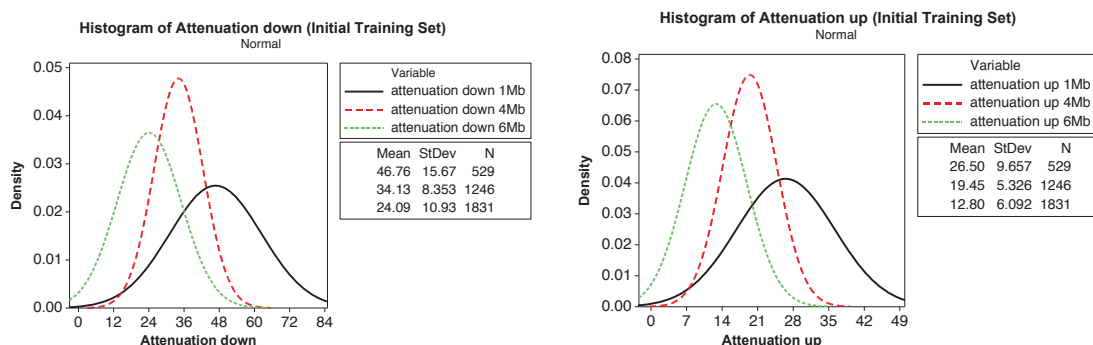 Histogram of Attenuation down (Initial Training Set)
Normal
0.05
0.04
0.03
0.02
0.01
0.00
Density
0 12 24 36 48 60 72 84
Attenuation down
Variable
attenuation down 1Mb
attenuation down 4Mb
attenuation down 6Mb
Mean StDev N
46.76 15.67 529
34.13 8.353 1246
24.09 10.93 1831
Histogram of Attenuation up (Initial Training Set)
Normal
0.08
0.07
0.06
0.05
0.04
0.03
0.02
0.01
0.00
Density
0 7 14 21 28 35 42 49
Attenuation up
Variable
attenuation up 1Mb
attenuation up 4Mb
attenuation up 6Mb
Mean StDev N
26.50 9.657 529
19.45 5.326 1246
12.80 6.092 1831